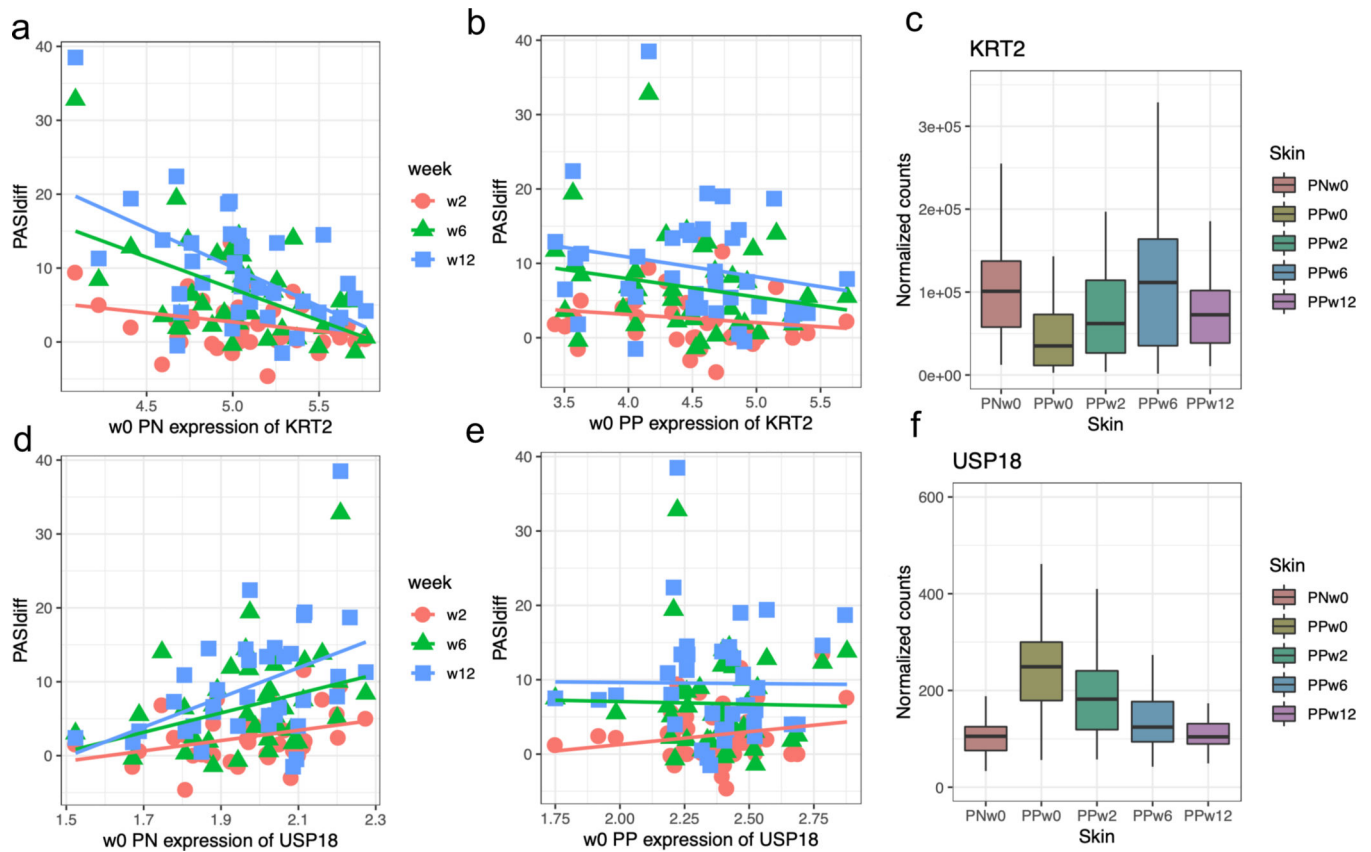 a
40
30
20
10
0
PASIdiff
4.5 5.0 5.5
w0 PN expression of KRT2
week
w2
w6
w12
b
40
30
20
10
0
PASIdiff
3.5 4.0 4.5 5.0 5.5
w0 PP expression of KRT2
c
KRT2
3e+05
2e+05
1e+05
0e+00
Normalized counts
PNw0 PPw0 PPw2 PPw6 PPw12
Skin
Skin
PNw0
PPw0
PPw2
PPw6
PPw12
d
40
30
20
10
0
PASIdiff
1.5 1.7 1.9 2.1 2.3
w0 PN expression of USP18
week
w2
w6
w12
e
40
30
20
10
0
PASIdiff
1.75 2.00 2.25 2.50 2.75
w0 PP expression of USP18
f
USP18
600
400
200
0
Normalized counts
PNw0 PPw0 PPw2 PPw6 PPw12
Skin
Skin
PNw0
PPw0
PPw2
PPw6
PPw12